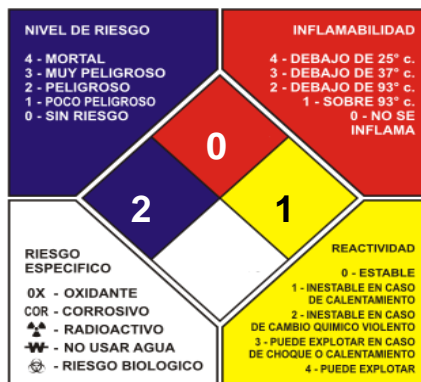 NIVEL DE RIESGO
4 - MORTAL
3 - MUY PELIGROSO
2 - PELIGROSO
1 - POCO PELIGROSO
0 - SIN RIESGO
INFLAMABILIDAD
4 - DEBAJO DE 25° c.
3 - DEBAJO DE 37° c.
2 - DEBAJO DE 93° c.
1 - SOBRE 93° c.
0 - NO SE
INFLAMA
0
2
1
RIESGO
ESPECIFICO
0X - OXIDANTE
COR - CORROSIVO
- RADIOACTIVO
W - NO USAR AGUA
- RIESGO BIOLOGICO
REACTIVIDAD
0 - ESTABLE
1 - INESTABLE EN CASO
DE CALENTAMIENTO
2 - INESTABLE EN CASO
DE CAMBIO QUIMICO VIOLENTO
3 - PUEDE EXPLOTAR EN CASO
DE CHOQUE O CALENTAMIENTO
4 - PUEDE EXPLOTAR